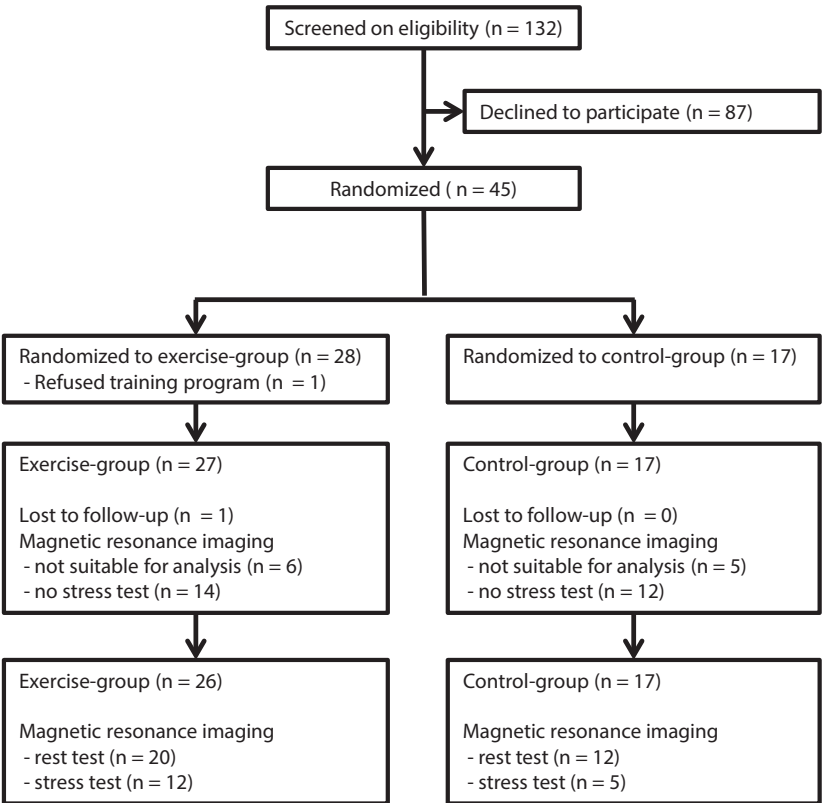 Screened on eligibility (n = 132)
Declined to participate (n = 87)
Randomized ( n = 45)
Randomized to exercise-group (n = 28)
- Refused training program (n = 1)
Randomized to control-group (n = 17)
Exercise-group (n = 27)
Lost to follow-up (n = 1)
Magnetic resonance imaging
- not suitable for analysis (n = 6)
- no stress test (n = 14)
Control-group (n = 17)
Lost to follow-up (n = 0)
Magnetic resonance imaging
- not suitable for analysis (n = 5)
- no stress test (n = 12)
Exercise-group (n = 26)
Magnetic resonance imaging
- rest test (n = 20)
- stress test (n = 12)
Control-group (n = 17)
Magnetic resonance imaging
- rest test (n = 12)
- stress test (n = 5)